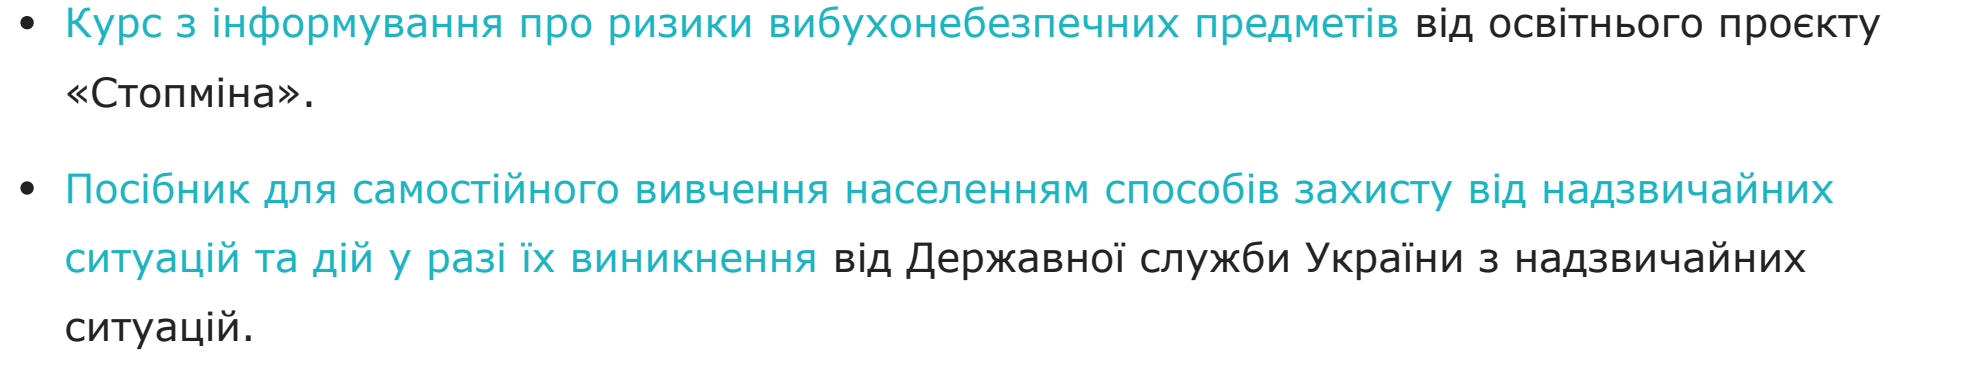 • Курс з інформування про ризики вибухонебезпечних предметів від освітнього проєкту
«Стопміна».
• Посібник для самостійного вивчення населенням способів захисту від надзвичайних
ситуацій та дій у разі їх виникнення від Державної служби України з надзвичайних
ситуацій.